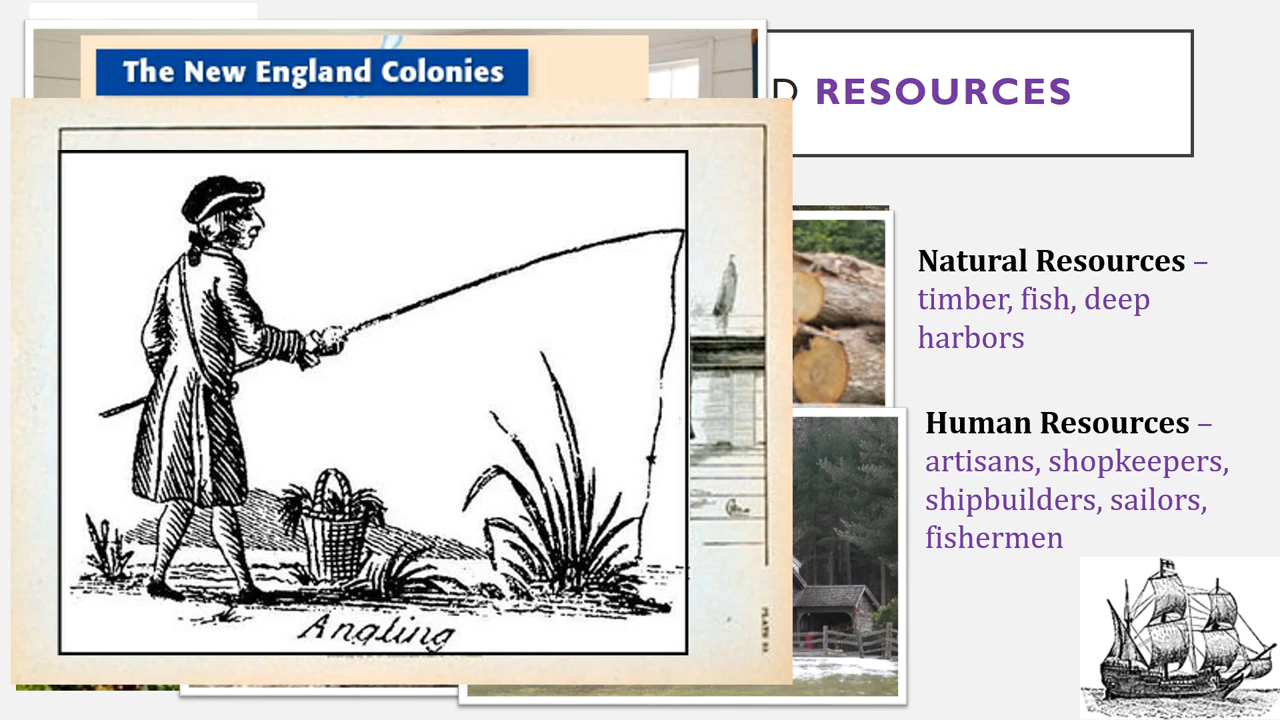 The New England Colonies
D RESOURCES
Natural Resources –
timber, fish, deep
harbors
Human Resources –
artisans, shopkeepers,
shipbuilders, sailors,
fishermen
Angling